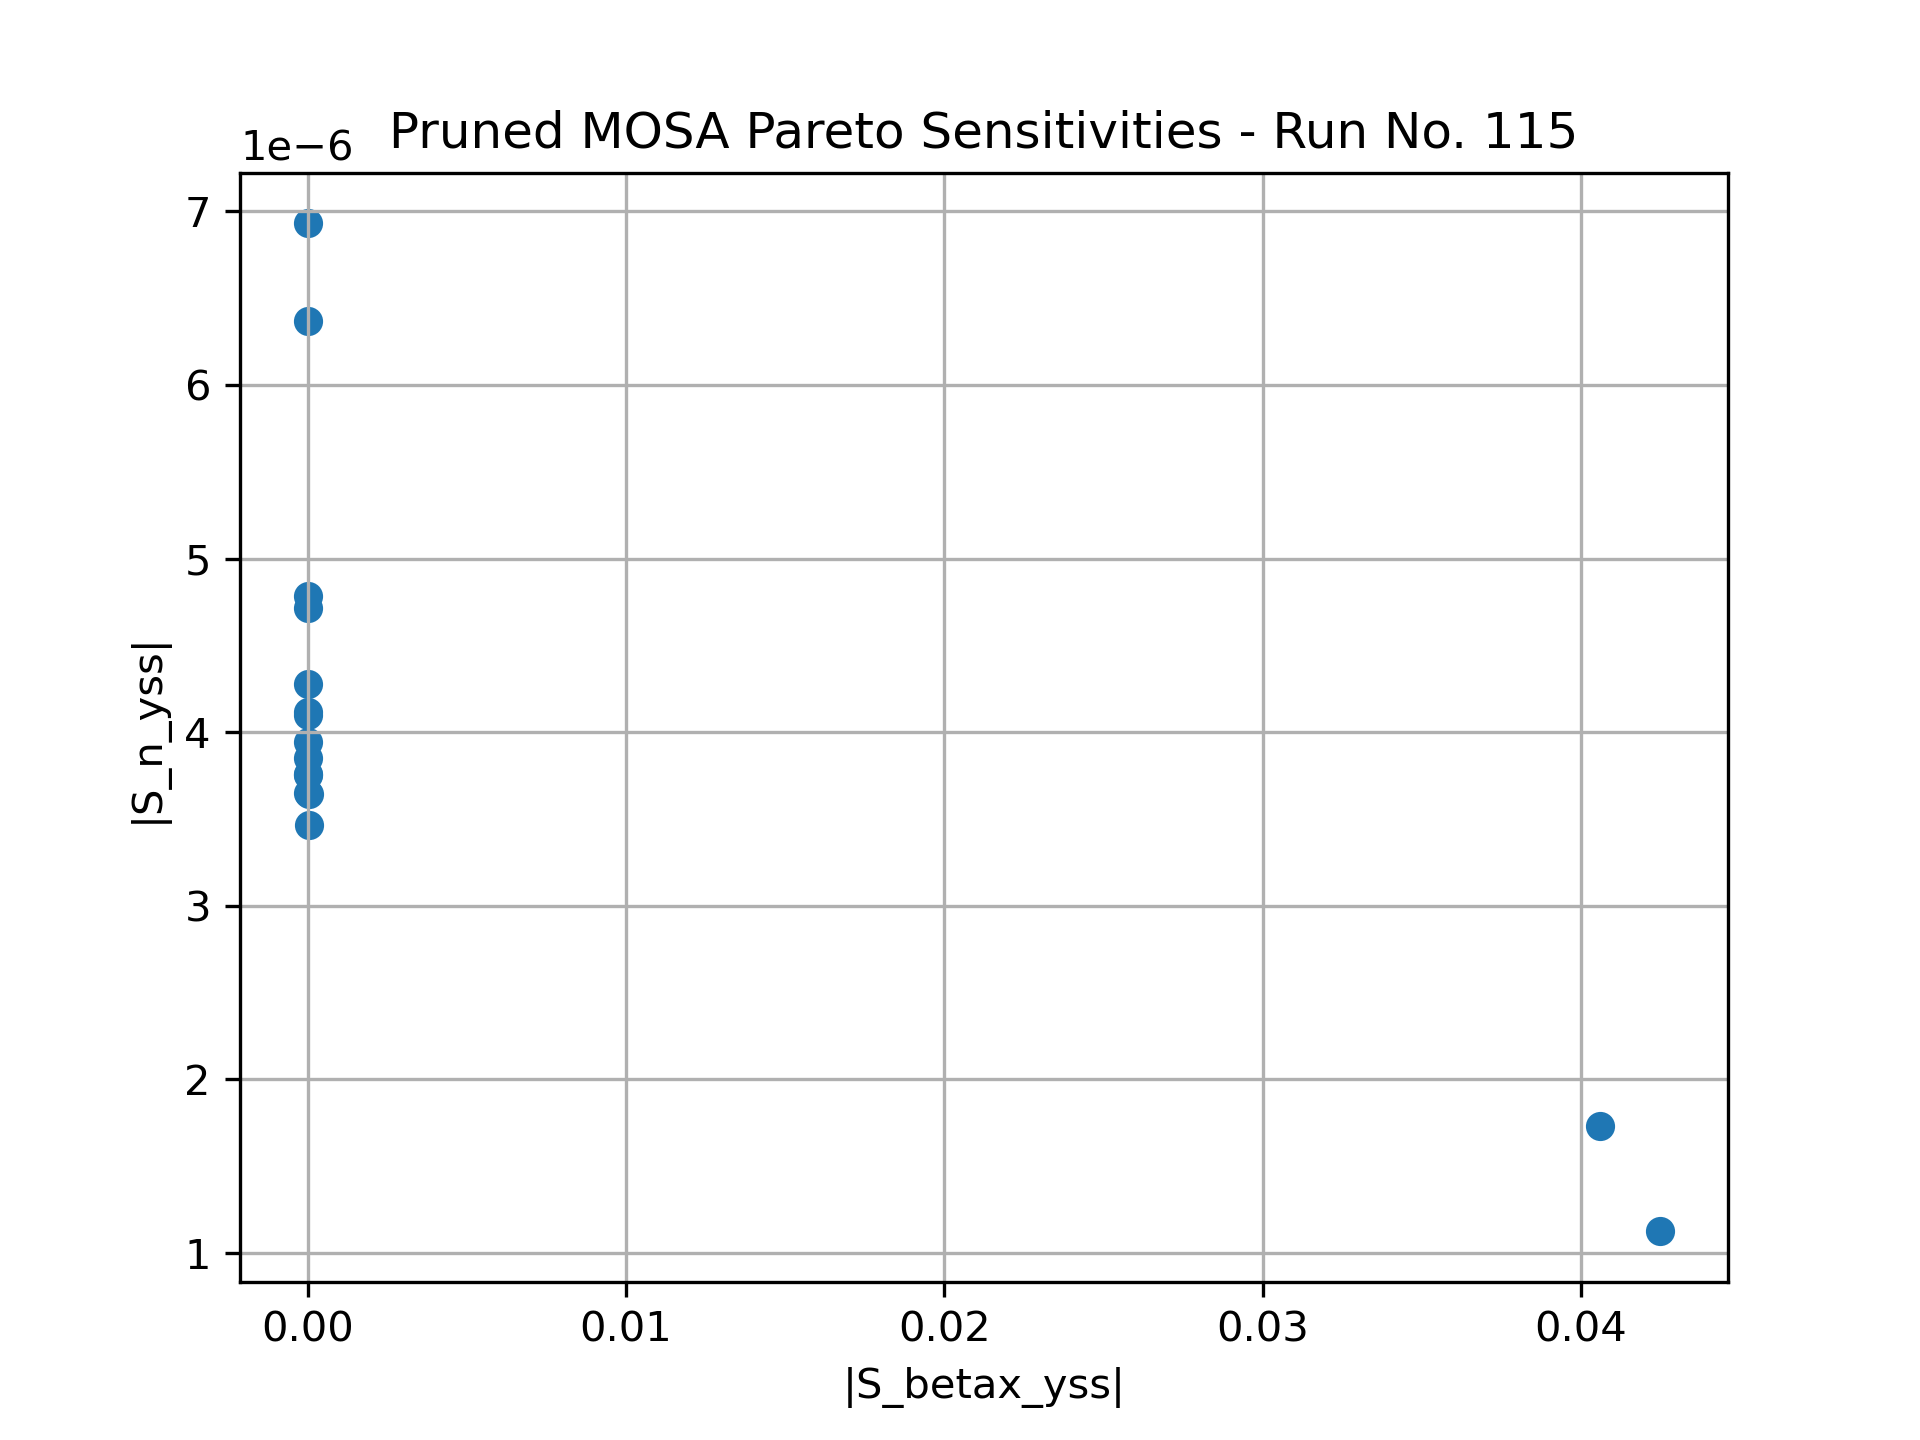 Pruned MOSA Pareto Sensitivities - Run No. 115
1e−6
7
6
5
4
3
2
1
|S_n_yss|
0.00 0.01 0.02 0.03 0.04
|S_betax_yss|